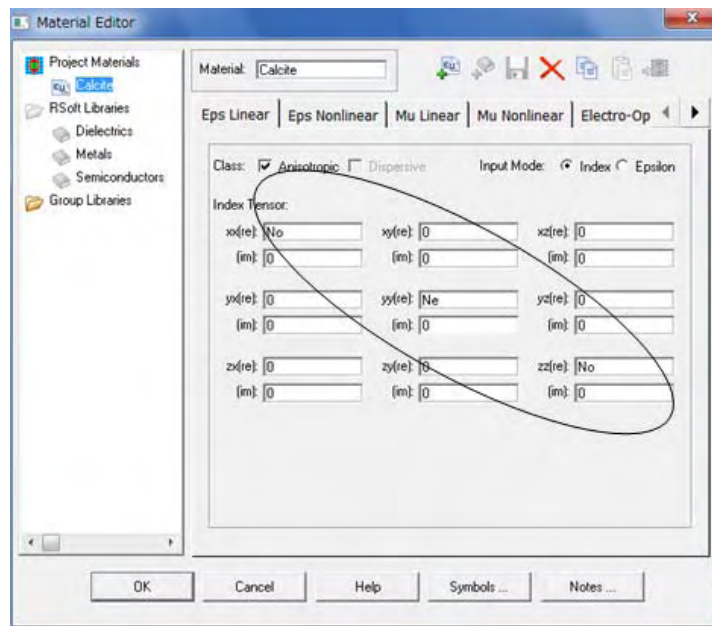 Material Editor
Project Materials
Calcite
RSoft Libraries
Dielectrics
Metals
Semiconductors
Group Libraries
Material: Calcite
Eps Linear Eps Nonlinear Mu Linear Mu Nonlinear Electro-Op
Class: Anisotropic Dispersive Input Mode: Index Epsilon
Index Tensor:
xx(re): No xy(re): 0 xz(re): 0
(im): 0 (im): 0 (im): 0
yx(re): 0 yy(re): Ne yz(re): 0
(im): 0 (im): 0 (im): 0
zx(re): 0 zy(re): 0 zz(re): No
(im): 0 (im): 0 (im): 0
OK Cancel Help Symbols ... Notes ...